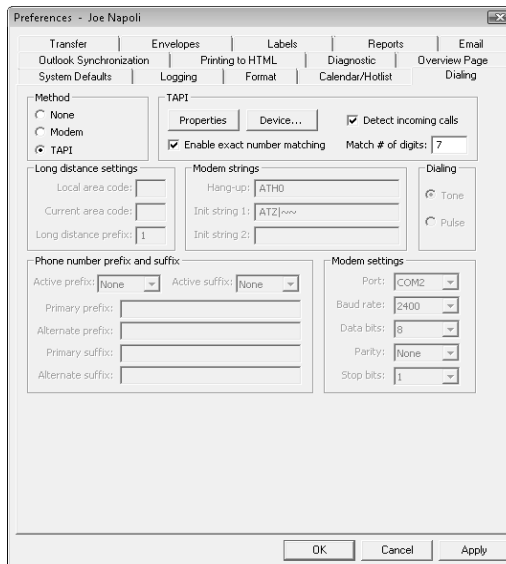 Preferences - Joe Napoli
Transfer Envelopes Labels Reports Email
Outlook Synchronization Printing to HTML Diagnostic Overview Page
System Defaults Logging Format Calendar/Hotlist Dialing
Method
None
Modem
TAPI
TAPI
Properties Device... Detect incoming calls
Enable exact number matching Match # of digits: 7
Long distance settings
Local area code:
Current area code:
Long distance prefix: 1
Modem strings
Hang-up: ATH0
Init string 1: ATZ|~~
Init string 2:
Dialing
Tone
Pulse
Phone number prefix and suffix
Active prefix: None Active suffix: None
Primary prefix:
Alternate prefix:
Primary suffix:
Alternate suffix:
Modem settings
Port: COM2
Baud rate: 2400
Data bits: 8
Parity: None
Stop bits: 1
OK Cancel Apply